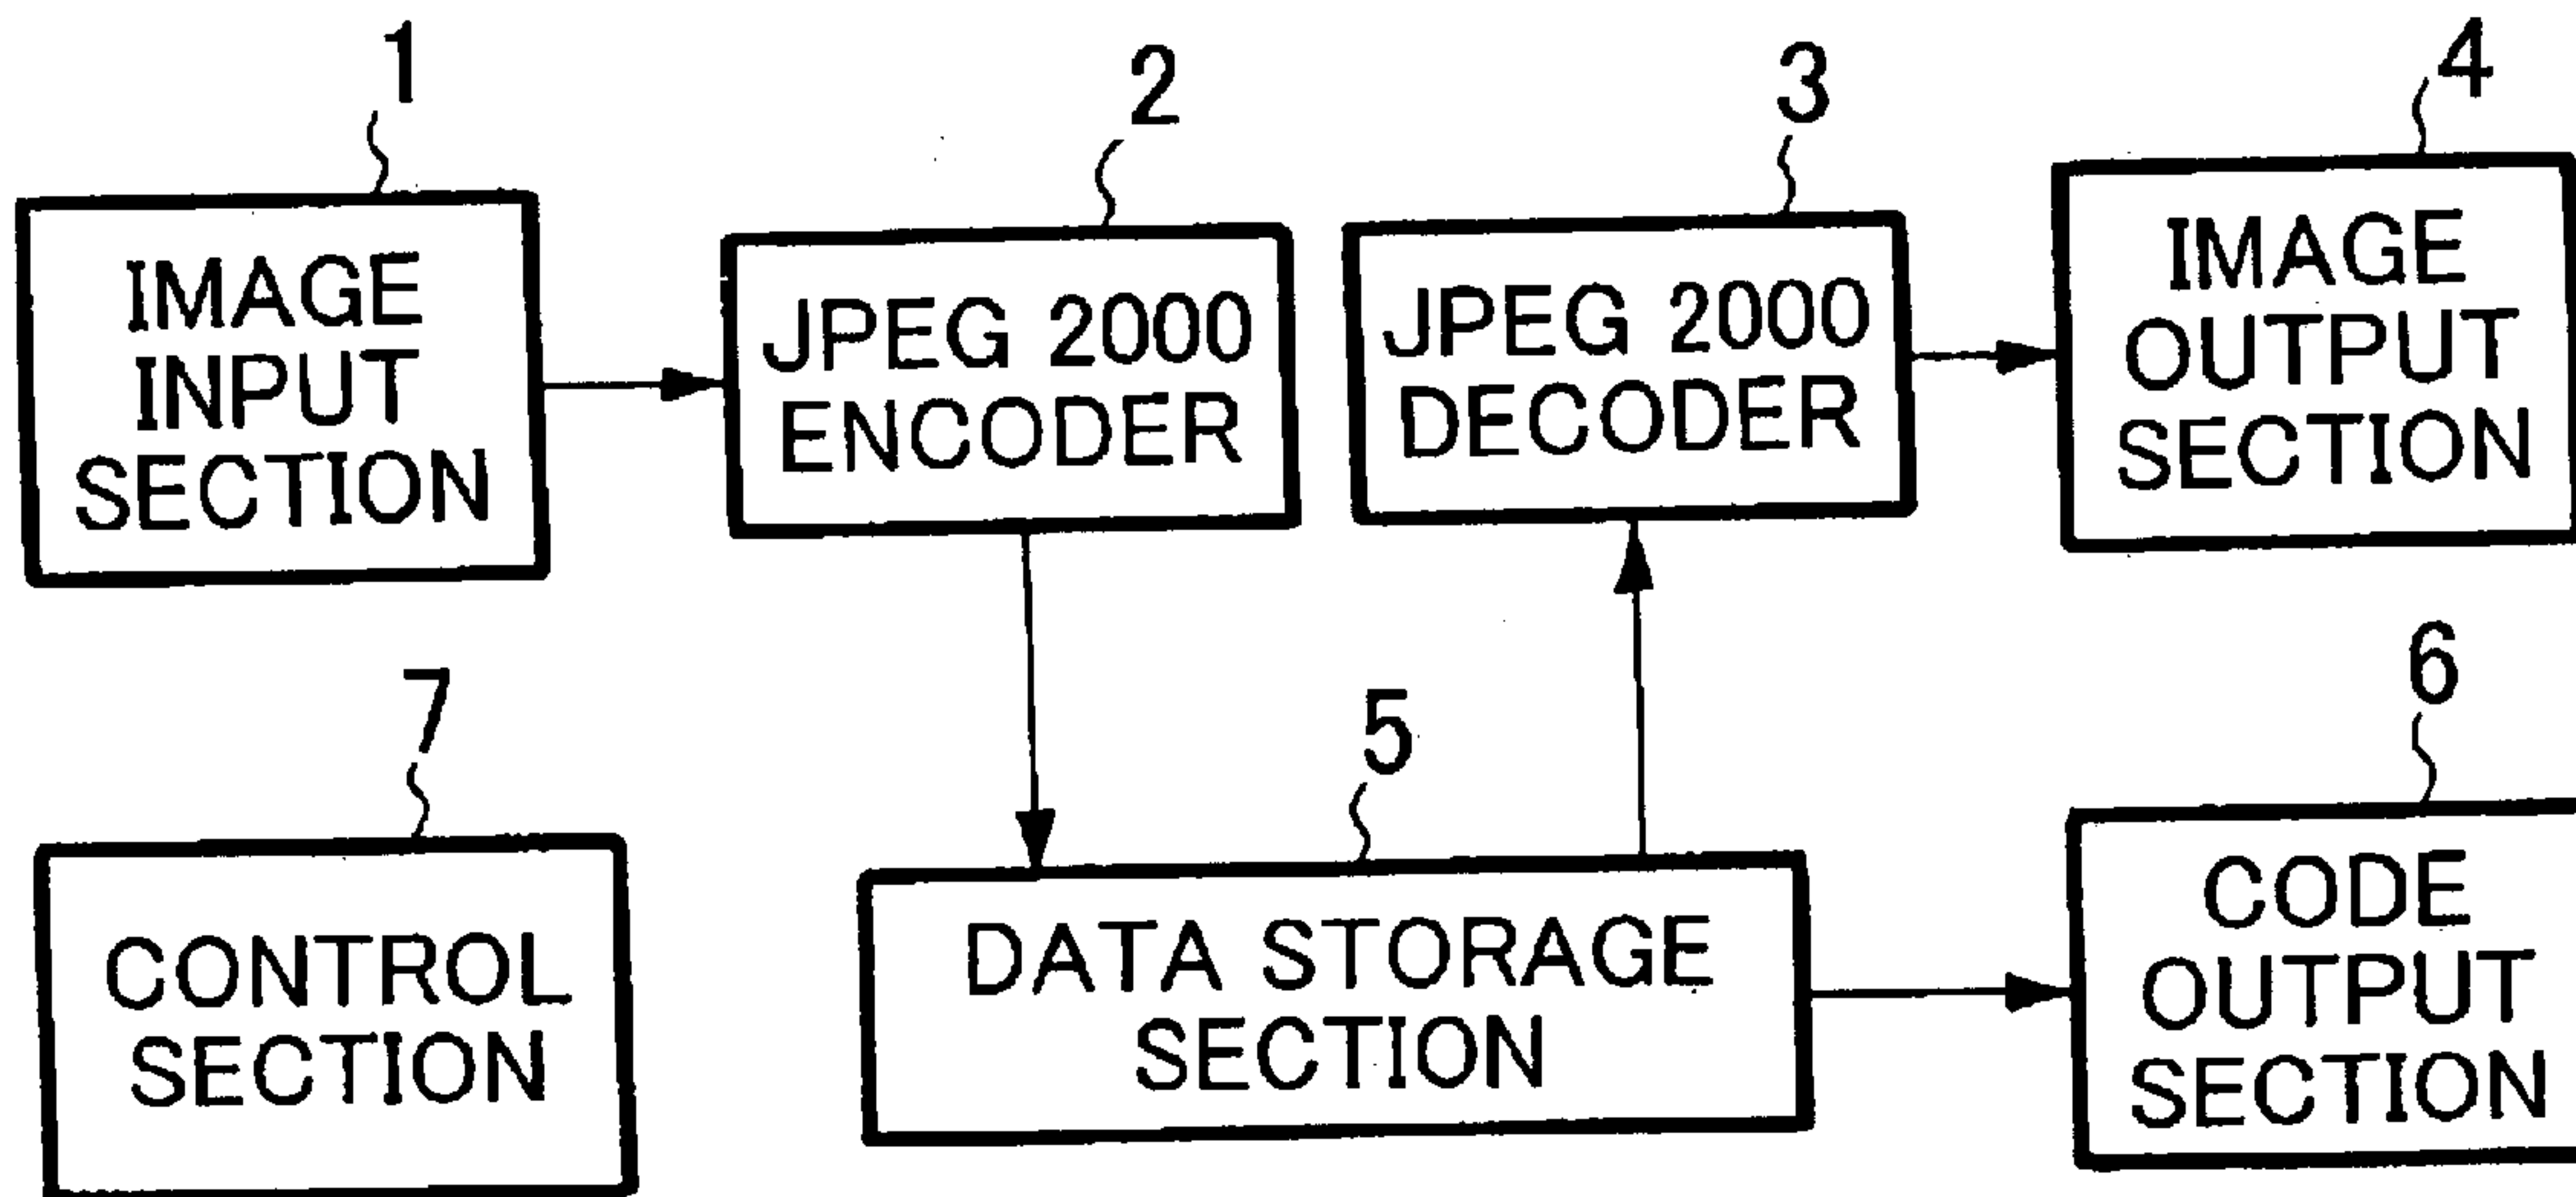 1
IMAGE
INPUT
SECTION
2
JPEG 2000
ENCODER
3
JPEG 2000
DECODER
4
IMAGE
OUTPUT
SECTION
7
CONTROL
SECTION
5
DATA STORAGE
SECTION
6
CODE
OUTPUT
SECTION